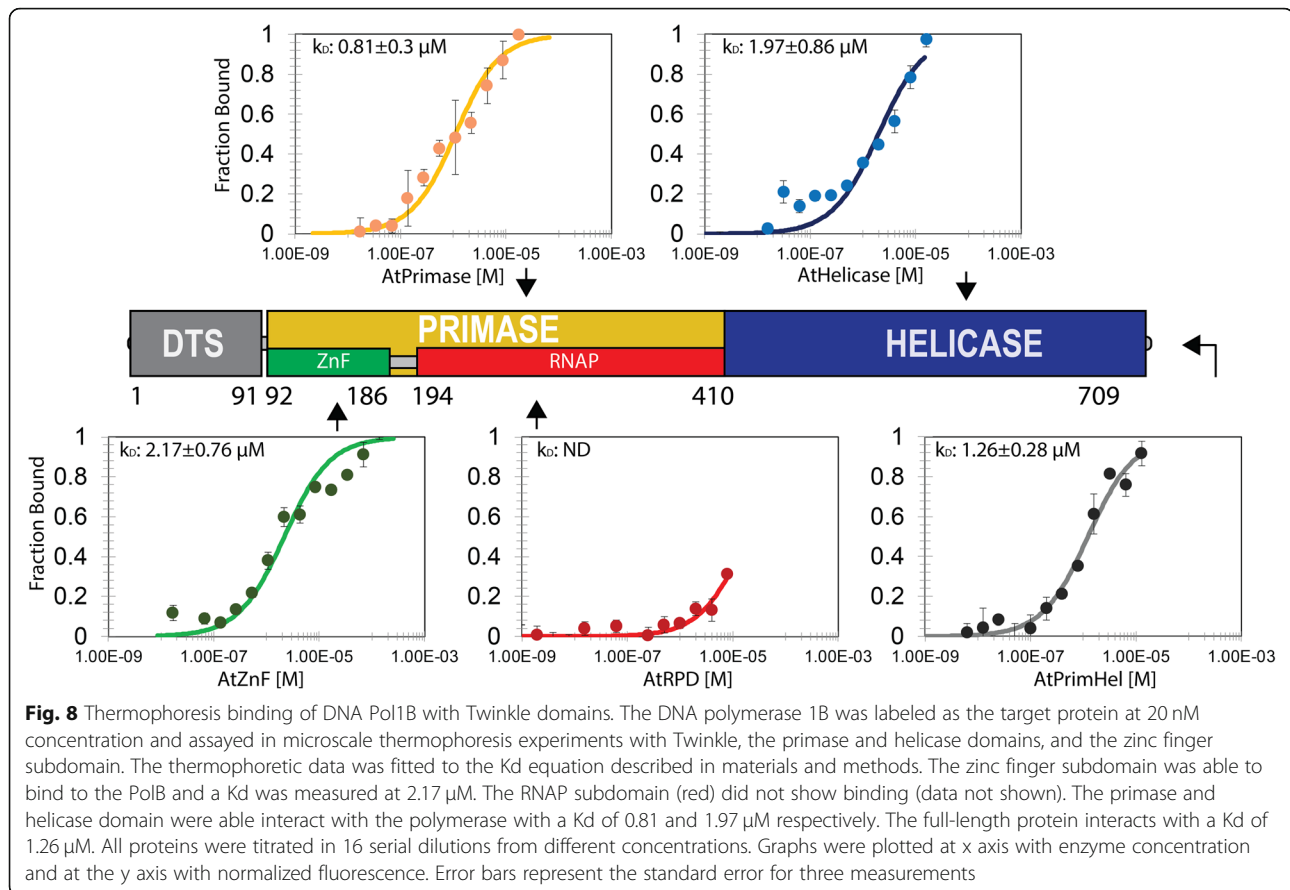 kD: 0.81±0.3 µM
kD: 1.97±0.86 µM
Fraction Bound
1
0.8
0.6
0.4
0.2
0
1
0.8
0.6
0.4
0.2
0
1.00E-09 1.00E-07 1.00E-05 1.00E-03
1.00E-09 1.00E-07 1.00E-05 1.00E-03
AtPrimase [M]
AtHelicase [M]
DTS
PRIMASE
HELICASE
ZnF
RNAP
1 91 92 186 194 410 709
kD: 2.17±0.76 µM
kD: ND
kD: 1.26±0.28 µM
Fraction Bound
1
0.8
0.6
0.4
0.2
0
1
0.8
0.6
0.4
0.2
0
1
0.8
0.6
0.4
0.2
0
1.00E-09 1.00E-07 1.00E-05 1.00E-03
1.00E-09 1.00E-07 1.00E-05 1.00E-03
1.00E-09 1.00E-07 1.00E-05 1.00E-03
AtZnF [M]
AtRPD [M]
AtPrimHel [M]
Fig. 8 Thermophoresis binding of DNA Pol1B with Twinkle domains. The DNA polymerase 1B was labeled as the target protein at 20 nM
concentration and assayed in microscale thermophoresis experiments with Twinkle, the primase and helicase domains, and the zinc finger
subdomain. The thermophoretic data was fitted to the Kd equation described in materials and methods. The zinc finger subdomain was able to
bind to the PolB and a Kd was measured at 2.17 µM. The RNAP subdomain (red) did not show binding (data not shown). The primase and
helicase domain were able interact with the polymerase with a Kd of 0.81 and 1.97 µM respectively. The full-length protein interacts with a Kd of
1.26 µM. All proteins were titrated in 16 serial dilutions from different concentrations. Graphs were plotted at x axis with enzyme concentration
and at the y axis with normalized fluorescence. Error bars represent the standard error for three measurements